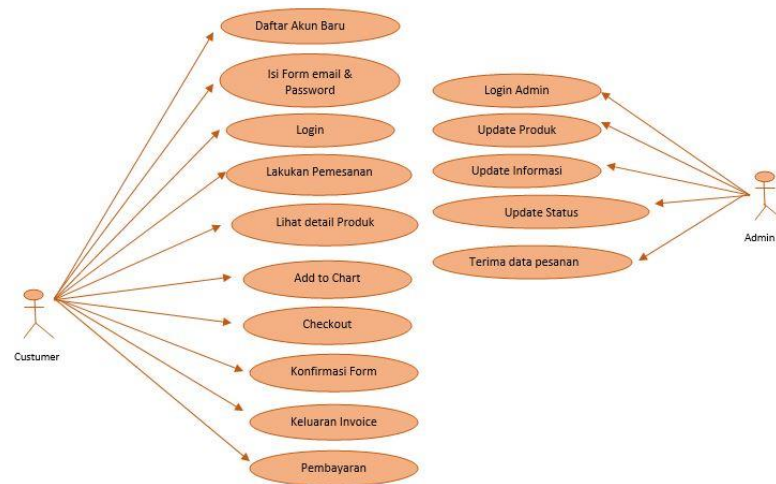 Daftar Akun Baru
Isi Form email &
Password
Login
Lakukan Pemesanan
Lihat detail Produk
Add to Chart
Checkout
Konfirmasi Form
Keluaran Invoice
Pembayaran
Custumer
Login Admin
Update Produk
Update Informasi
Update Status
Terima data pesanan
Admin